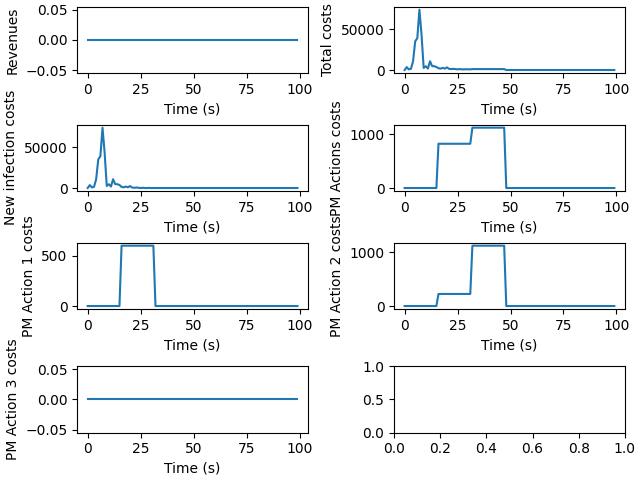 Revenues
0.05
0.00
−0.05
0 25 50 75 100
Time (s)
Total costs
50000
0
0 25 50 75 100
Time (s)
New infection costs
50000
0
0 25 50 75 100
Time (s)
PM Actions costs
1000
0
0 25 50 75 100
Time (s)
PM Action 1 costs
500
0
0 25 50 75 100
Time (s)
PM Action 2 costs
1000
0
0 25 50 75 100
Time (s)
PM Action 3 costs
0.05
0.00
−0.05
0 25 50 75 100
Time (s)
1.0
0.5
0.0
0.0 0.2 0.4 0.6 0.8 1.0